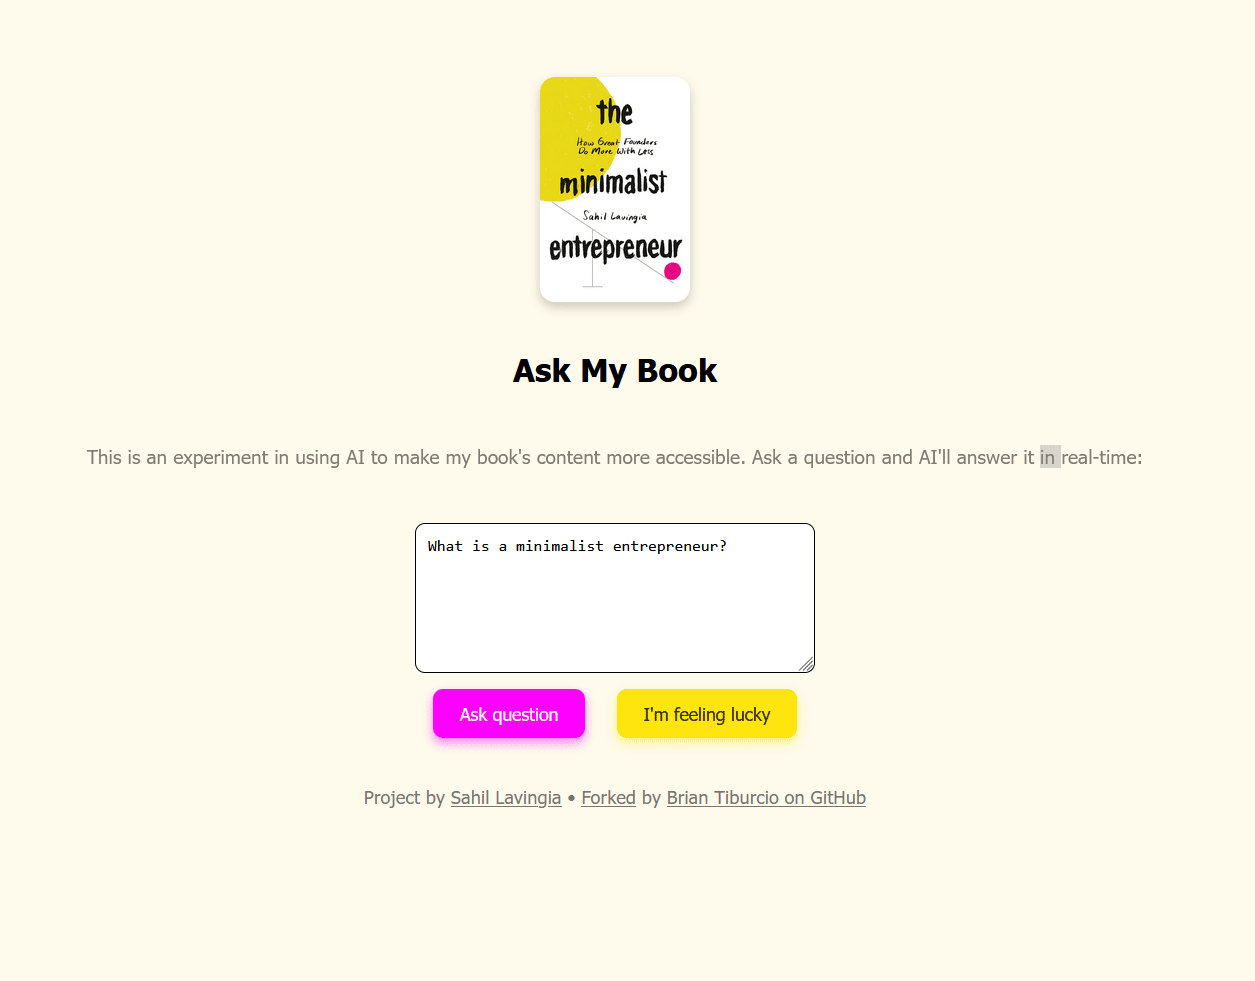 the
How Great Founders
Do More With Less
minimalist
Sahil Lavingia
entrepreneur
Ask My Book
This is an experiment in using AI to make my book's content more accessible. Ask a question and AI'll answer it in real-time:
What is a minimalist entrepreneur?
Ask question
I'm feeling lucky
Project by Sahil Lavingia • Forked by Brian Tiburcio on GitHub